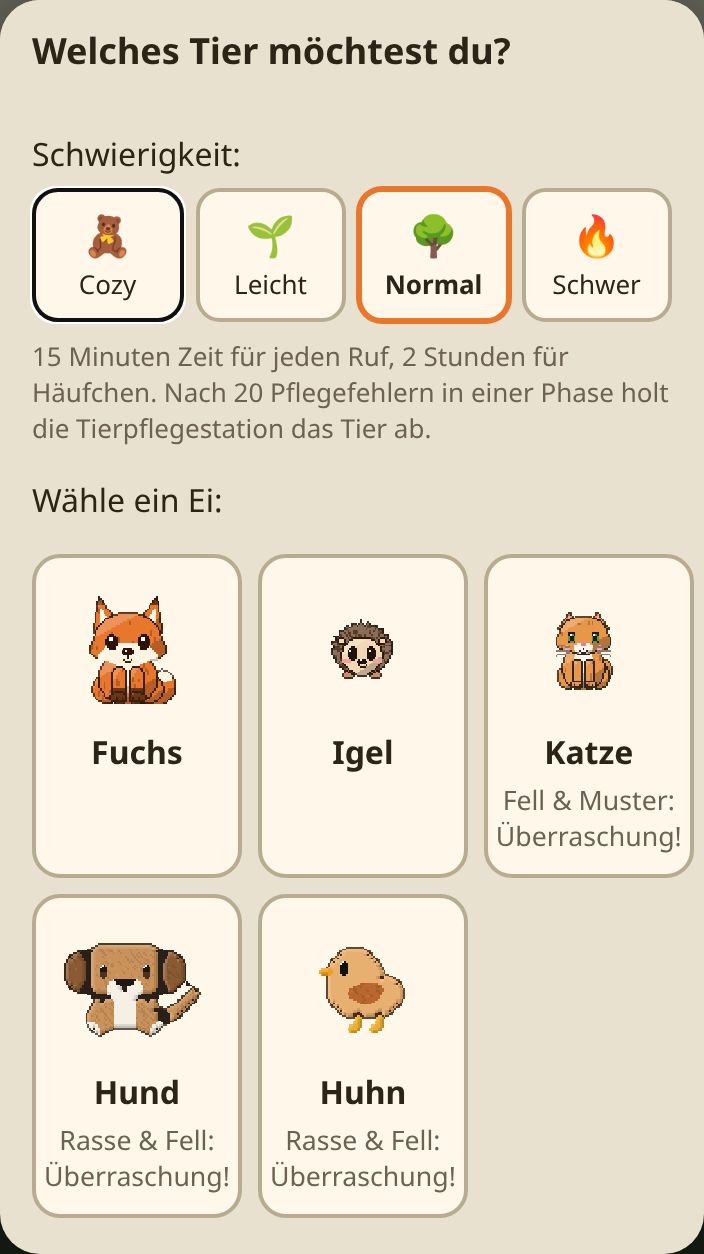 Welches Tier möchtest du?
Schwierigkeit:
Cozy
Leicht
Normal
Schwer
15 Minuten Zeit für jeden Ruf, 2 Stunden für
Häufchen. Nach 20 Pflegefehlern in einer Phase holt
die Tierpflegestation das Tier ab.
Wähle ein Ei:
Fuchs
Igel
Katze
Fell & Muster:
Überraschung!
Hund
Rasse & Fell:
Überraschung!
Huhn
Rasse & Fell:
Überraschung!